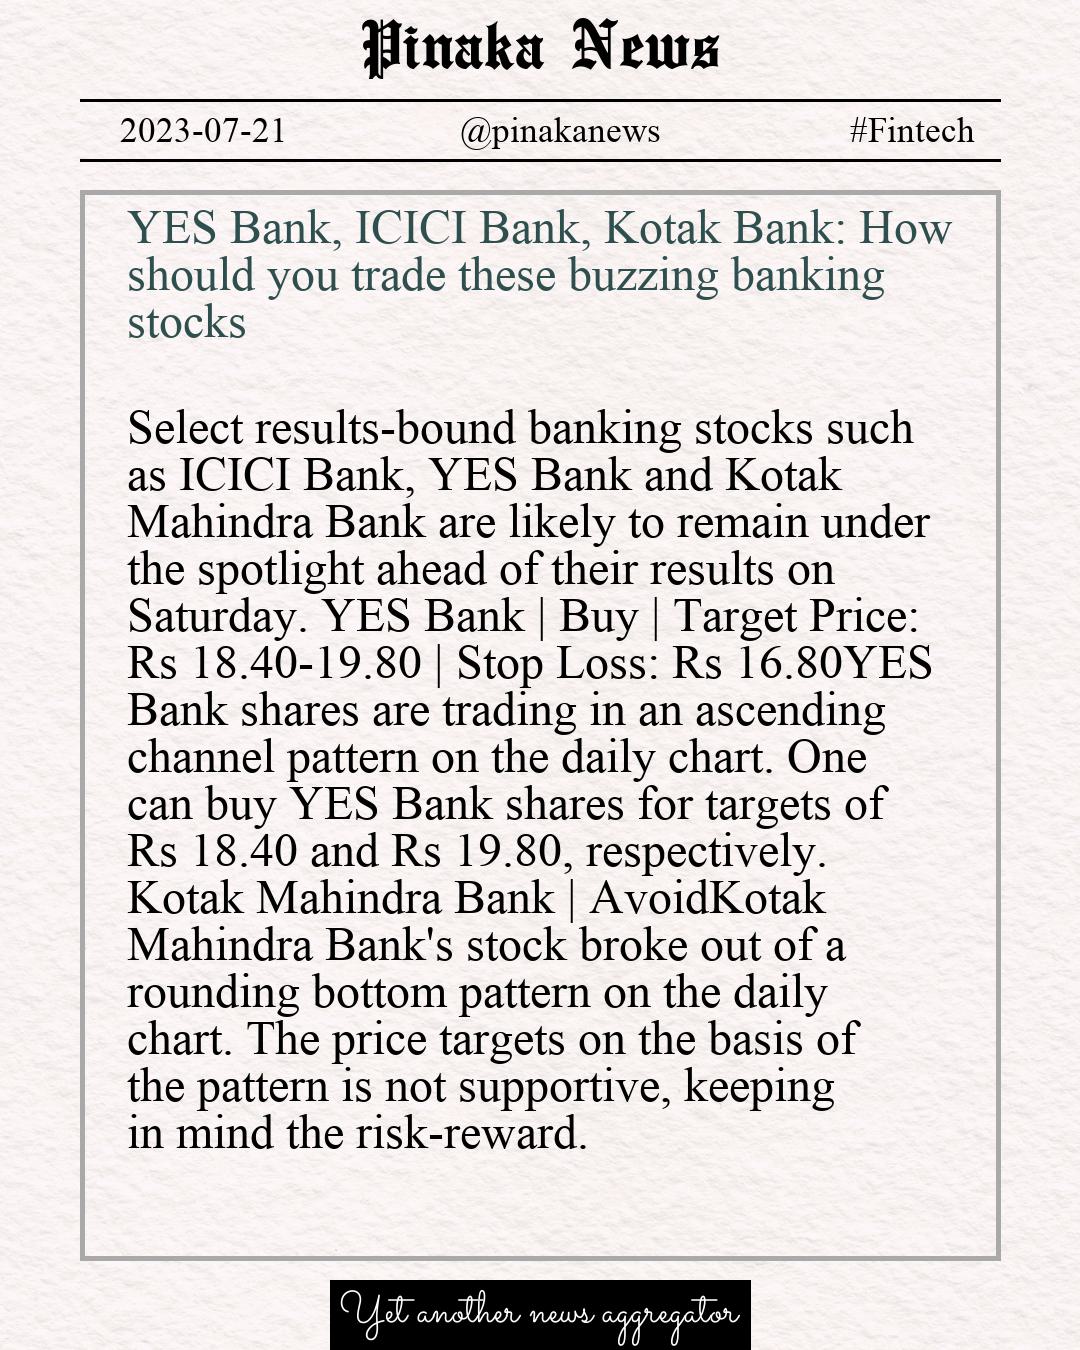 Pinaka News
2023-07-21 @pinakanews #Fintech
YES Bank, ICICI Bank, Kotak Bank: How
should you trade these buzzing banking
stocks
Select results-bound banking stocks such
as ICICI Bank, YES Bank and Kotak
Mahindra Bank are likely to remain under
the spotlight ahead of their results on
Saturday. YES Bank | Buy | Target Price:
Rs 18.40-19.80 | Stop Loss: Rs 16.80YES
Bank shares are trading in an ascending
channel pattern on the daily chart. One
can buy YES Bank shares for targets of
Rs 18.40 and Rs 19.80, respectively.
Kotak Mahindra Bank | AvoidKotak
Mahindra Bank's stock broke out of a
rounding bottom pattern on the daily
chart. The price targets on the basis of
the pattern is not supportive, keeping
in mind the risk-reward.
Yet another news aggregator